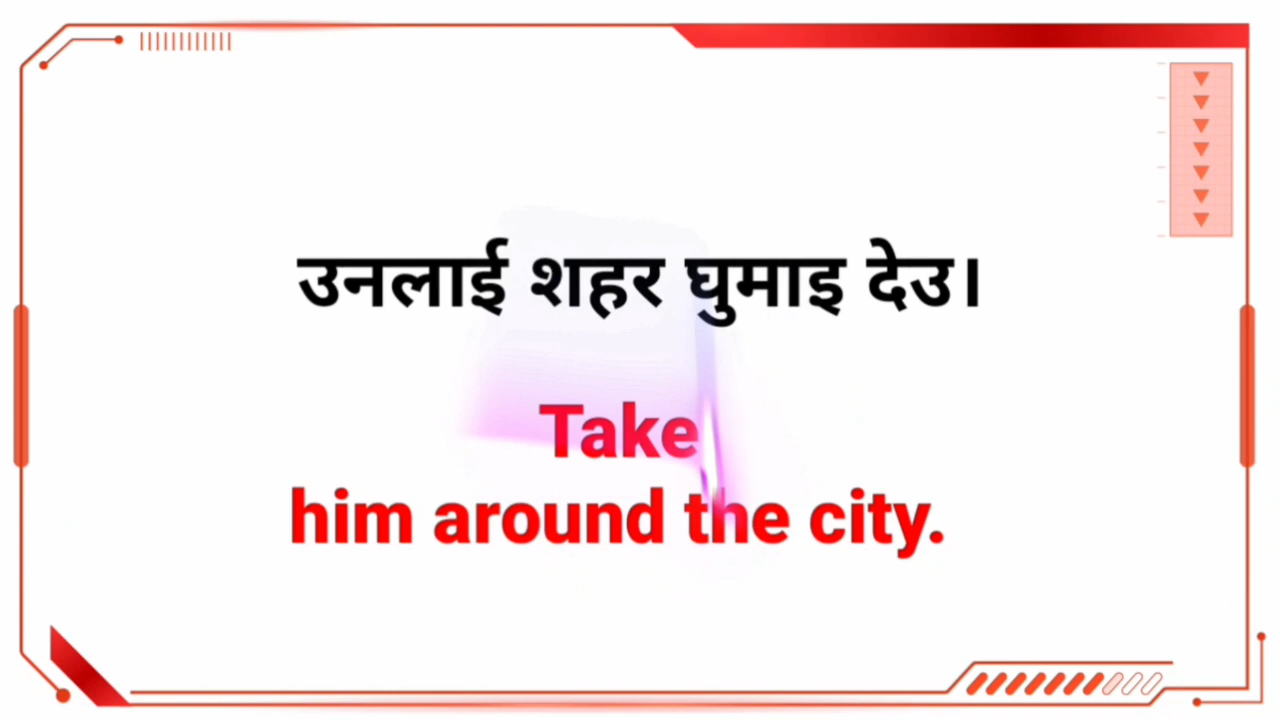 उनलाई शहर घुमाइ देउ।
Take
him around the city.